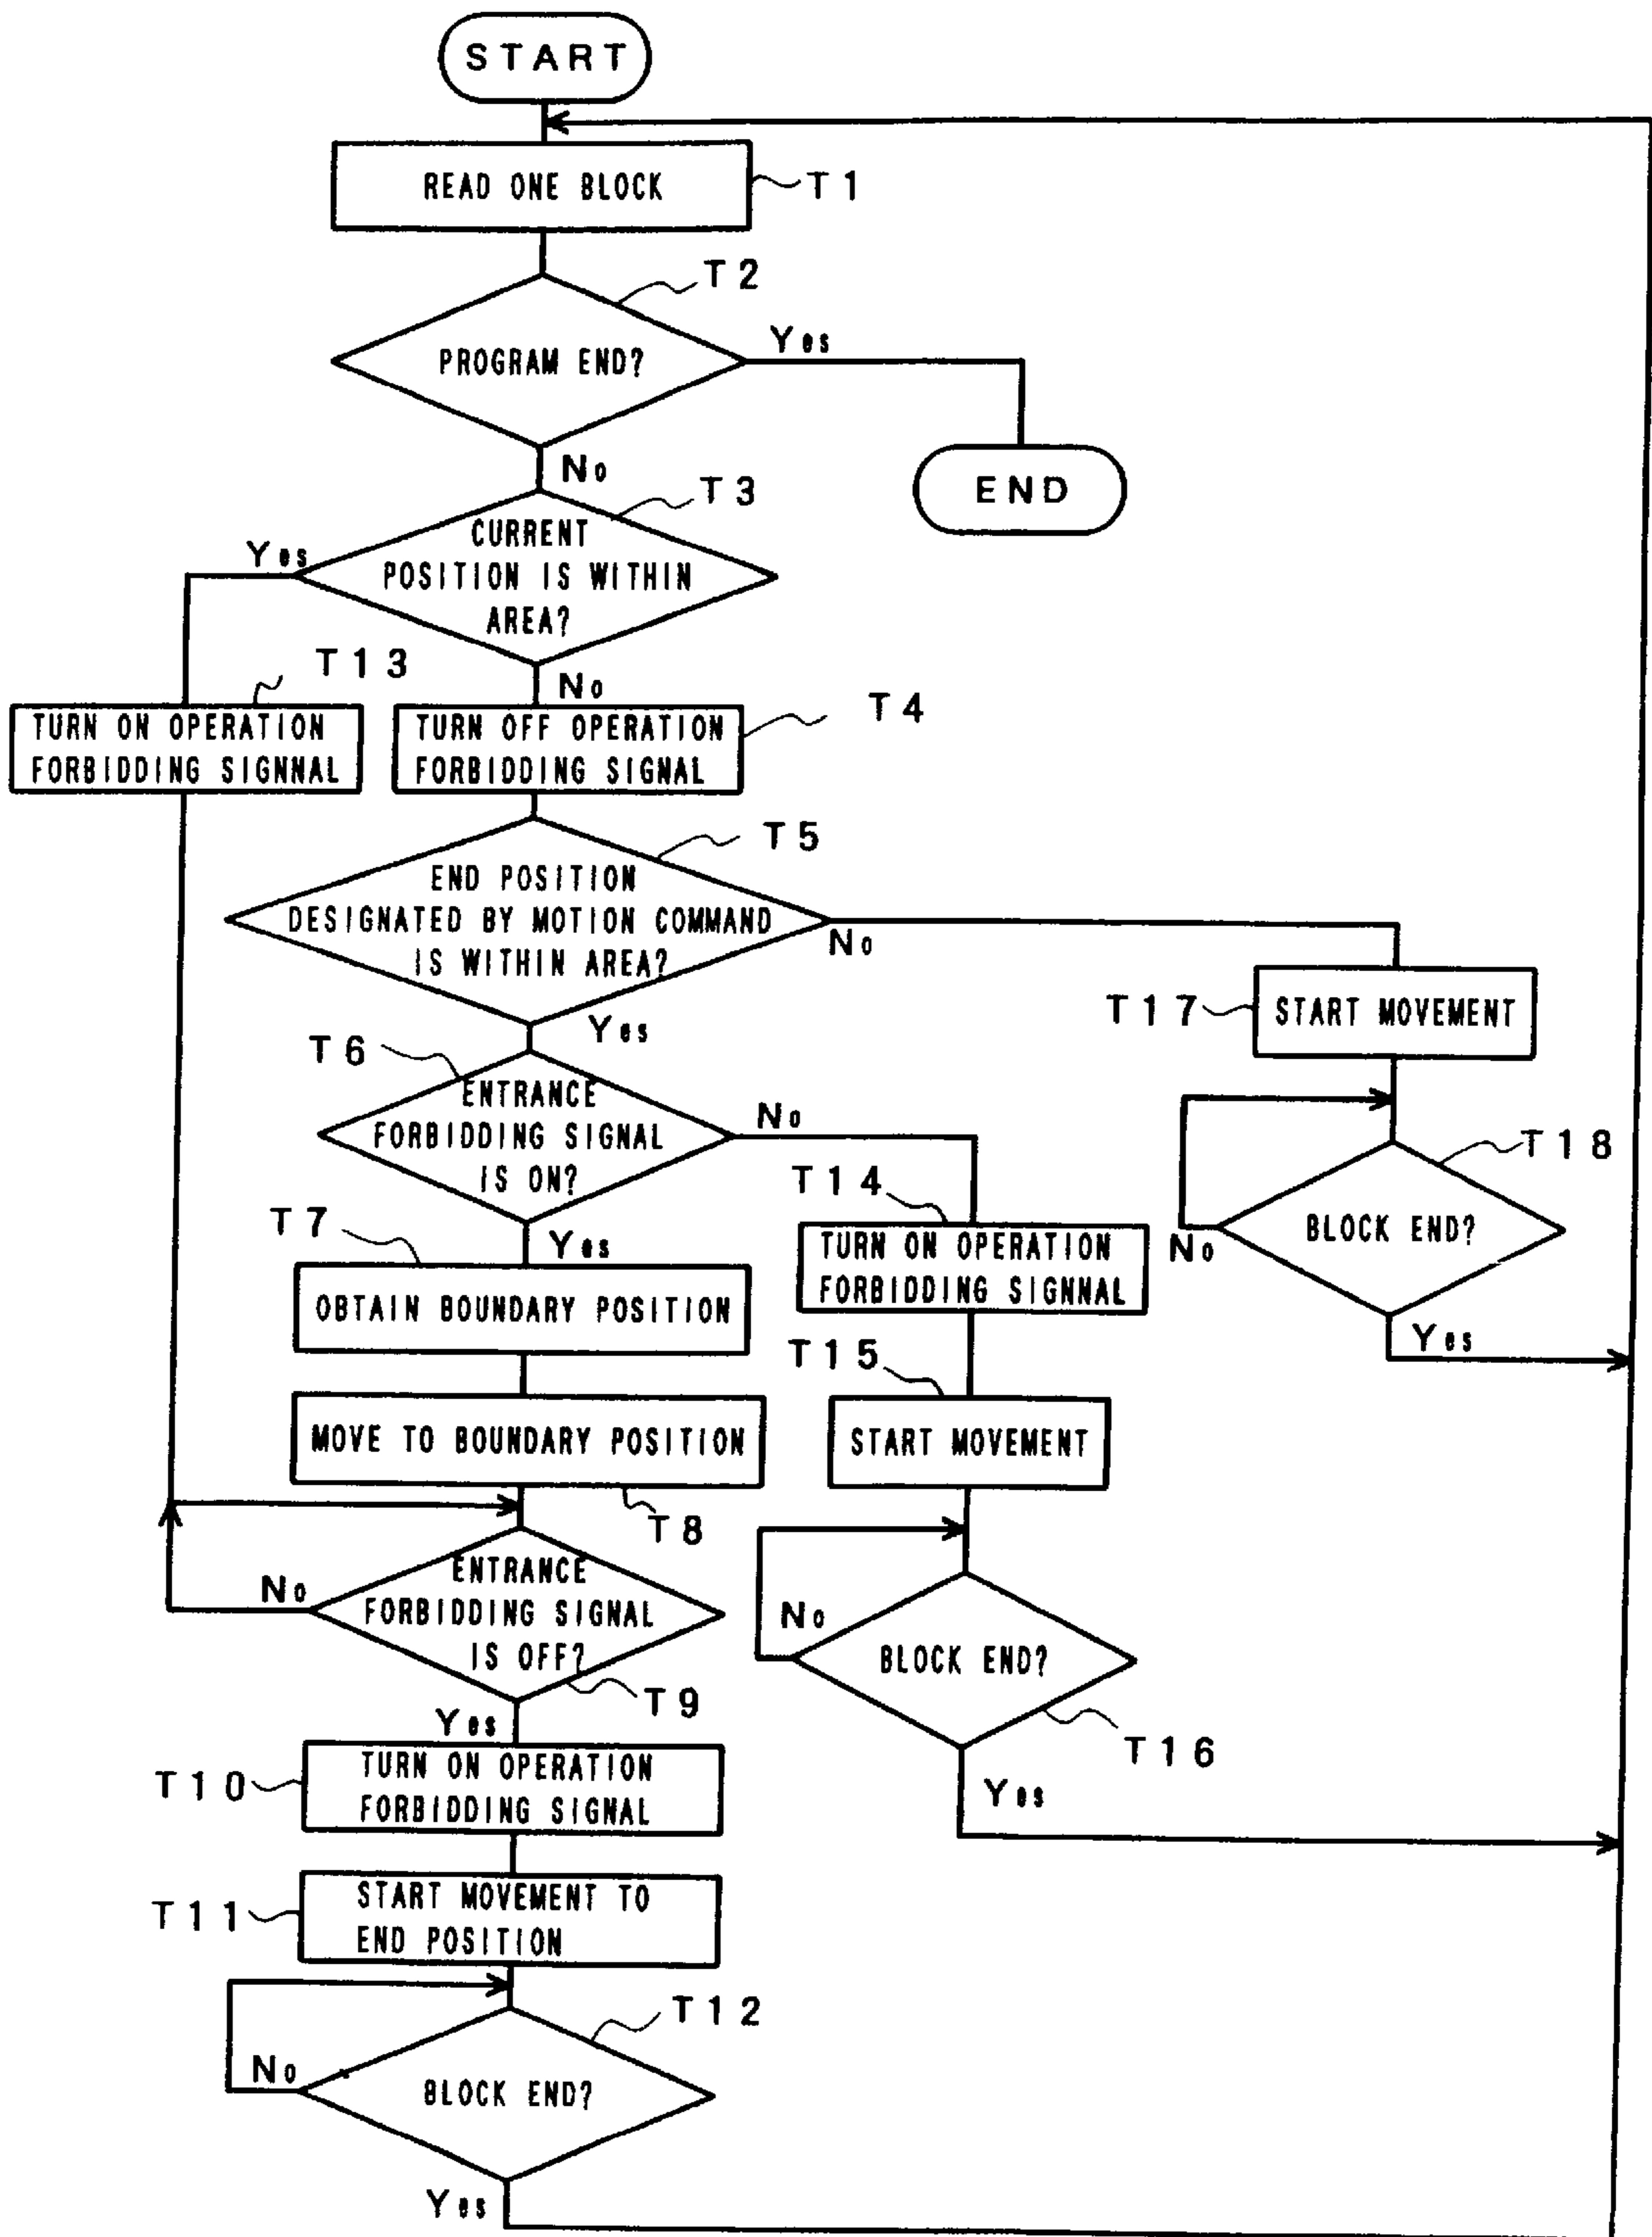 START
READ ONE BLOCK
T1
T2
PROGRAM END?
Yes
No
END
T3
CURRENT
POSITION IS WITHIN
AREA?
Yes
No
T13
TURN ON OPERATION
FORBIDDING SIGNNAL
TURN OFF OPERATION
FORBIDDING SIGNAL
T4
T5
END POSITION
DESIGNATED BY MOTION COMMAND
IS WITHIN AREA?
No
Yes
T17
START MOVEMENT
T6
ENTRANCE
FORBIDDING SIGNAL
IS ON?
No
Yes
T18
BLOCK END?
No
Yes
T14
TURN ON OPERATION
FORBIDDING SIGNNAL
T7
OBTAIN BOUNDARY POSITION
T15
START MOVEMENT
MOVE TO BOUNDARY POSITION
T8
ENTRANCE
FORBIDDING SIGNAL
IS OFF?
No
T9
Yes
No
BLOCK END?
T16
Yes
T10
TURN ON OPERATION
FORBIDDING SIGNAL
T11
START MOVEMENT TO
END POSITION
T12
No
BLOCK END?
Yes